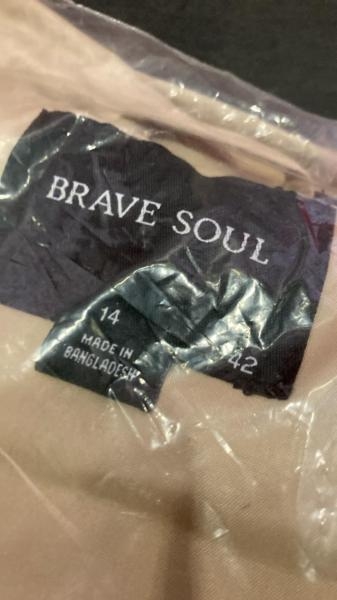 BRAVE SOUL
14
42
MADE IN
BANGLADESH